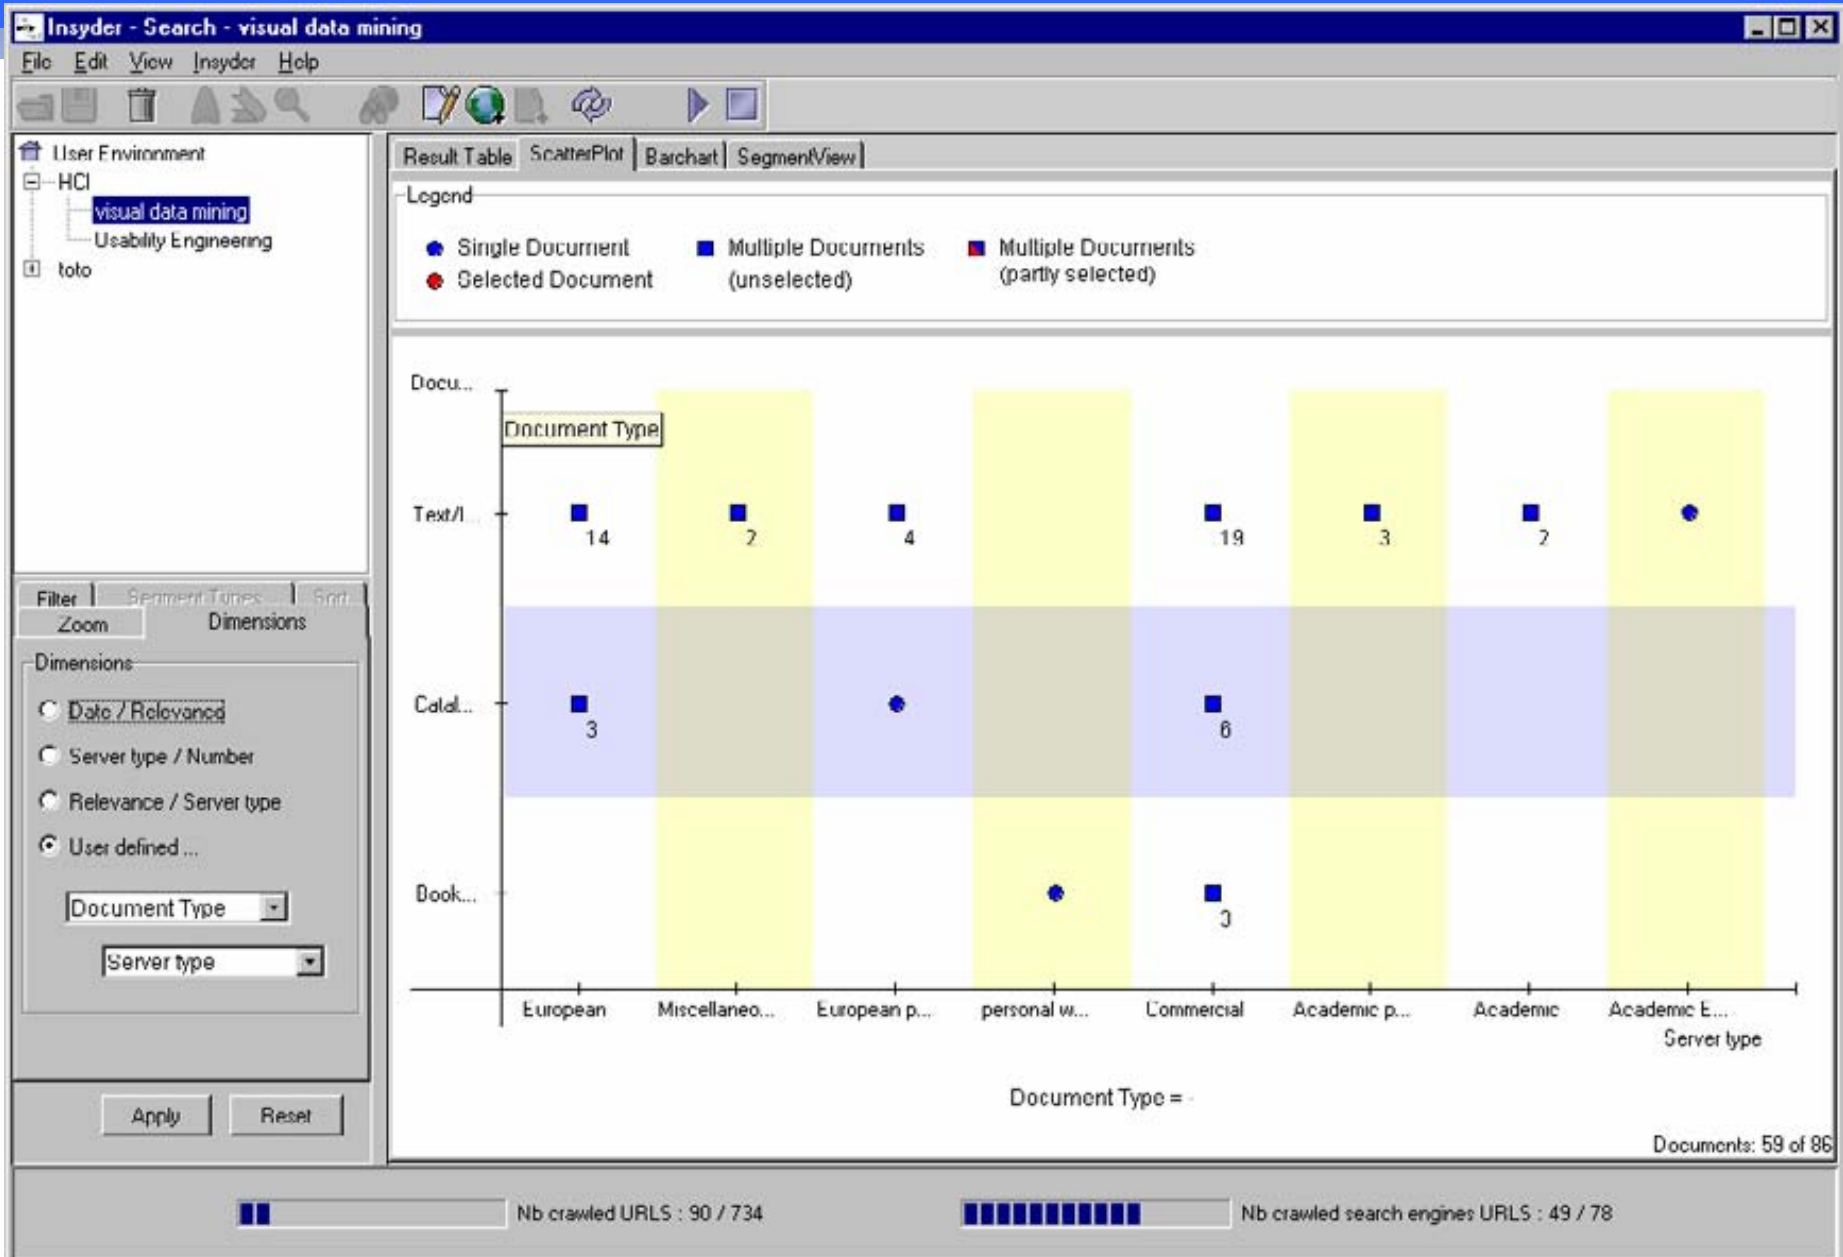 Insyder - Search - visual data mining
File Edit View Insyder Help
User Environment
HCI
visual data mining
Usability Engineering
toto
Result Table ScatterPlot Barchart SegmentView
Legend
Single Document
Selected Document
Multiple Documents
(unselected)
Multiple Documents
(partly selected)
Docu...
Document Type
Text/I...
14 2 4 19 3 2
Catal...
3 6
Book...
3
European Miscellaneo... European p... personal w... Commercial Academic p... Academic Academic E...
Server type
Document Type = -
Documents: 59 of 86
Filter Segment Types Sort
Zoom Dimensions
Dimensions
Date / Relevance
Server type / Number
Relevance / Server type
User defined ...
Document Type
Server type
Apply Reset
Nb crawled URLS : 90 / 734
Nb crawled search engines URLS : 49 / 78